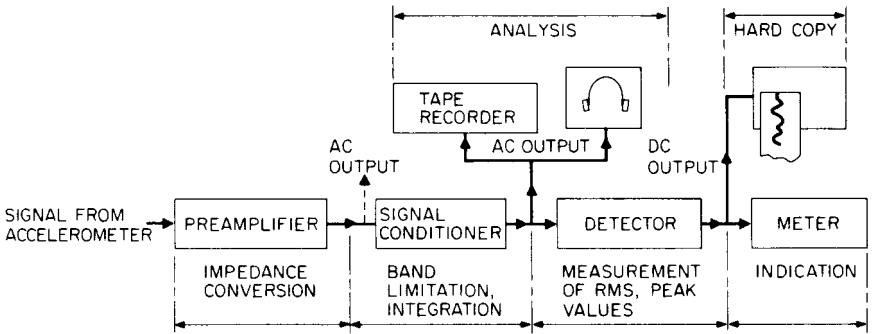 ANALYSIS
HARD COPY
TAPE
RECORDER
AC
OUTPUT
AC OUTPUT
DC
OUTPUT
SIGNAL FROM
ACCELEROMETER
PREAMPLIFIER
SIGNAL
CONDITIONER
DETECTOR
METER
IMPEDANCE
CONVERSION
BAND
LIMITATION,
INTEGRATION
MEASUREMENT
OF RMS, PEAK
VALUES
INDICATION